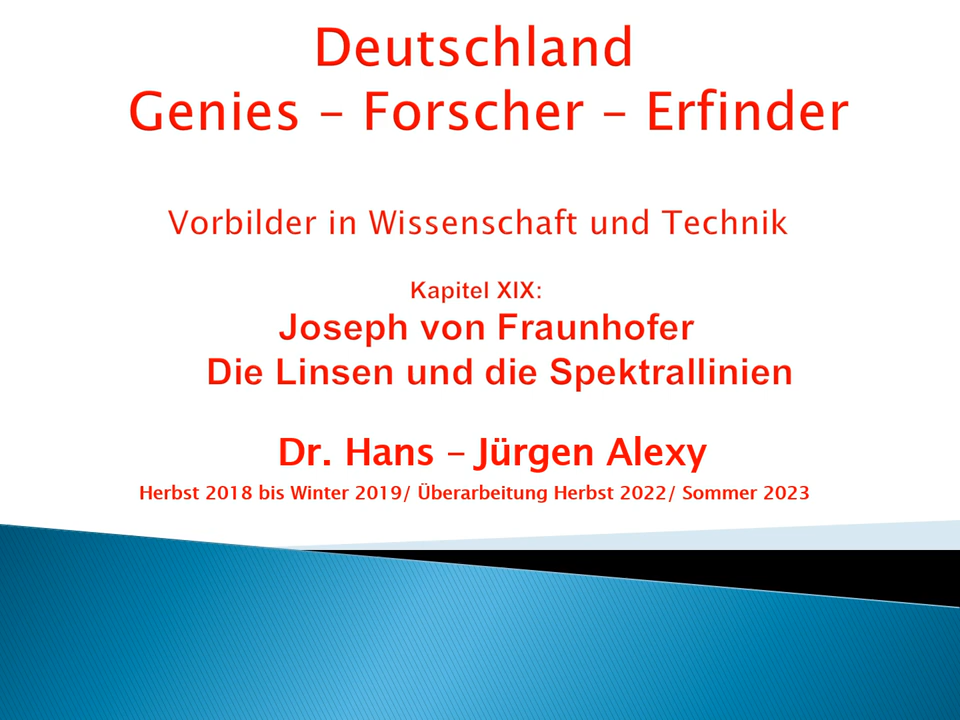 Deutschland
Genies – Forscher – Erfinder
Vorbilder in Wissenschaft und Technik
Kapitel XIX:
Joseph von Fraunhofer
Die Linsen und die Spektrallinien
Dr. Hans – Jürgen Alexy
Herbst 2018 bis Winter 2019/ Überarbeitung Herbst 2022/ Sommer 2023